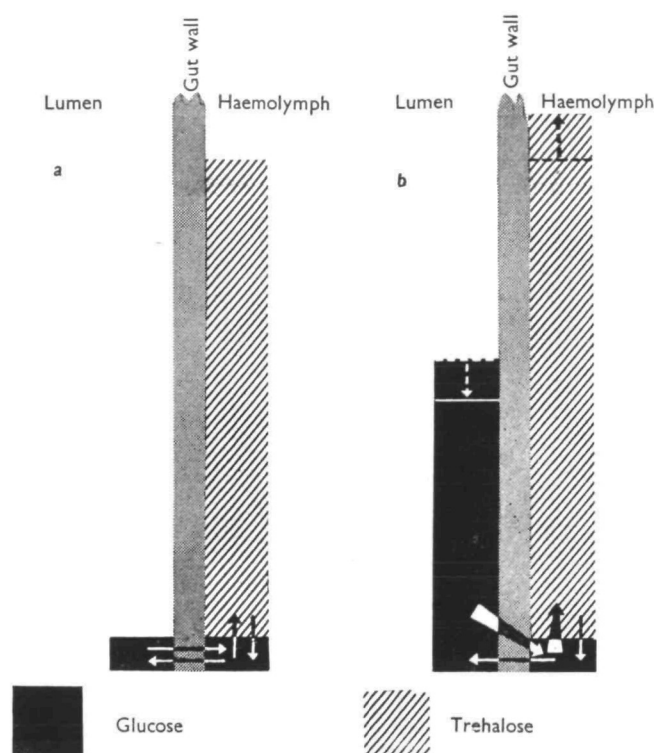 Gut wall
Lumen
Haemolymph
a
Gut wall
Lumen
Haemolymph
b
Glucose
Trehalose